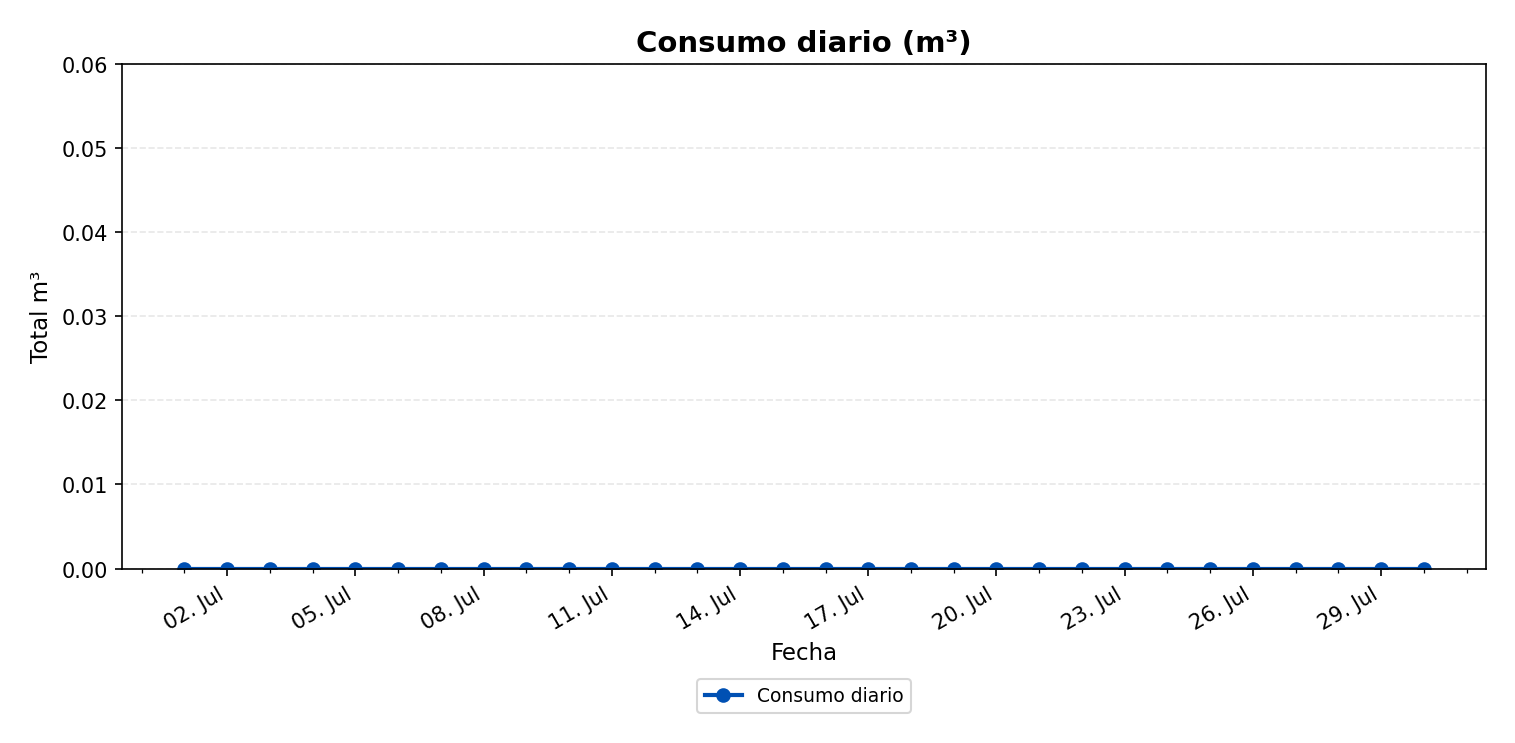 Consumo diario (m³)
0.06
0.05
0.04
0.03
0.02
0.01
0.00
Total m³
02. Jul
05. Jul
08. Jul
11. Jul
14. Jul
17. Jul
20. Jul
23. Jul
26. Jul
29. Jul
Fecha
Consumo diario